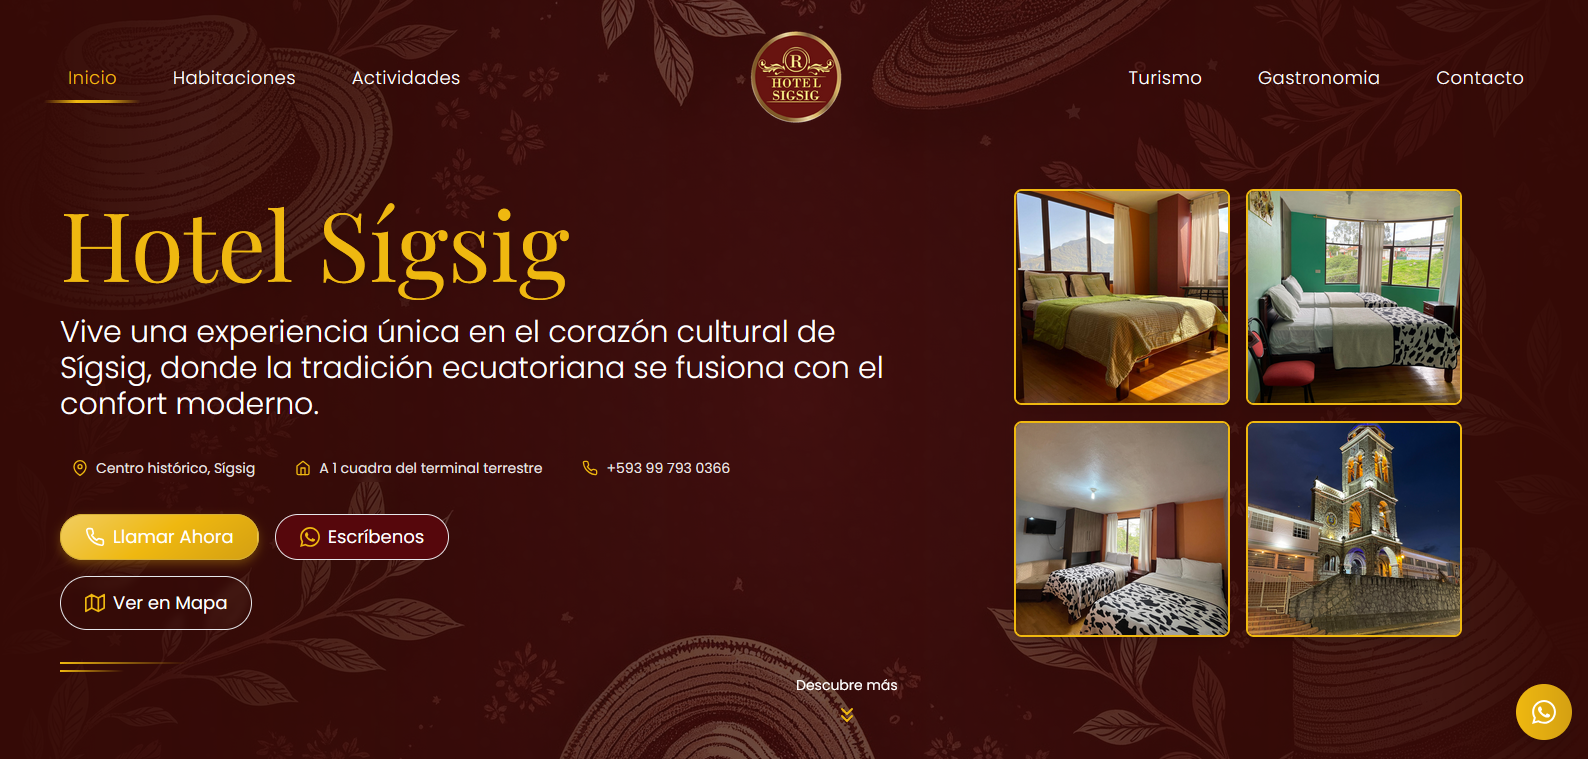 Inicio
Habitaciones
Actividades
R
HOTEL
SIGSIG
Turismo
Gastronomia
Contacto
Hotel Sígsig
Vive una experiencia única en el corazón cultural de
Sígsig, donde la tradición ecuatoriana se fusiona con el
confort moderno.
Centro histórico, Sígsig
A 1 cuadra del terminal terrestre
+593 99 793 0366
Llamar Ahora
Escríbenos
Ver en Mapa
Descubre más